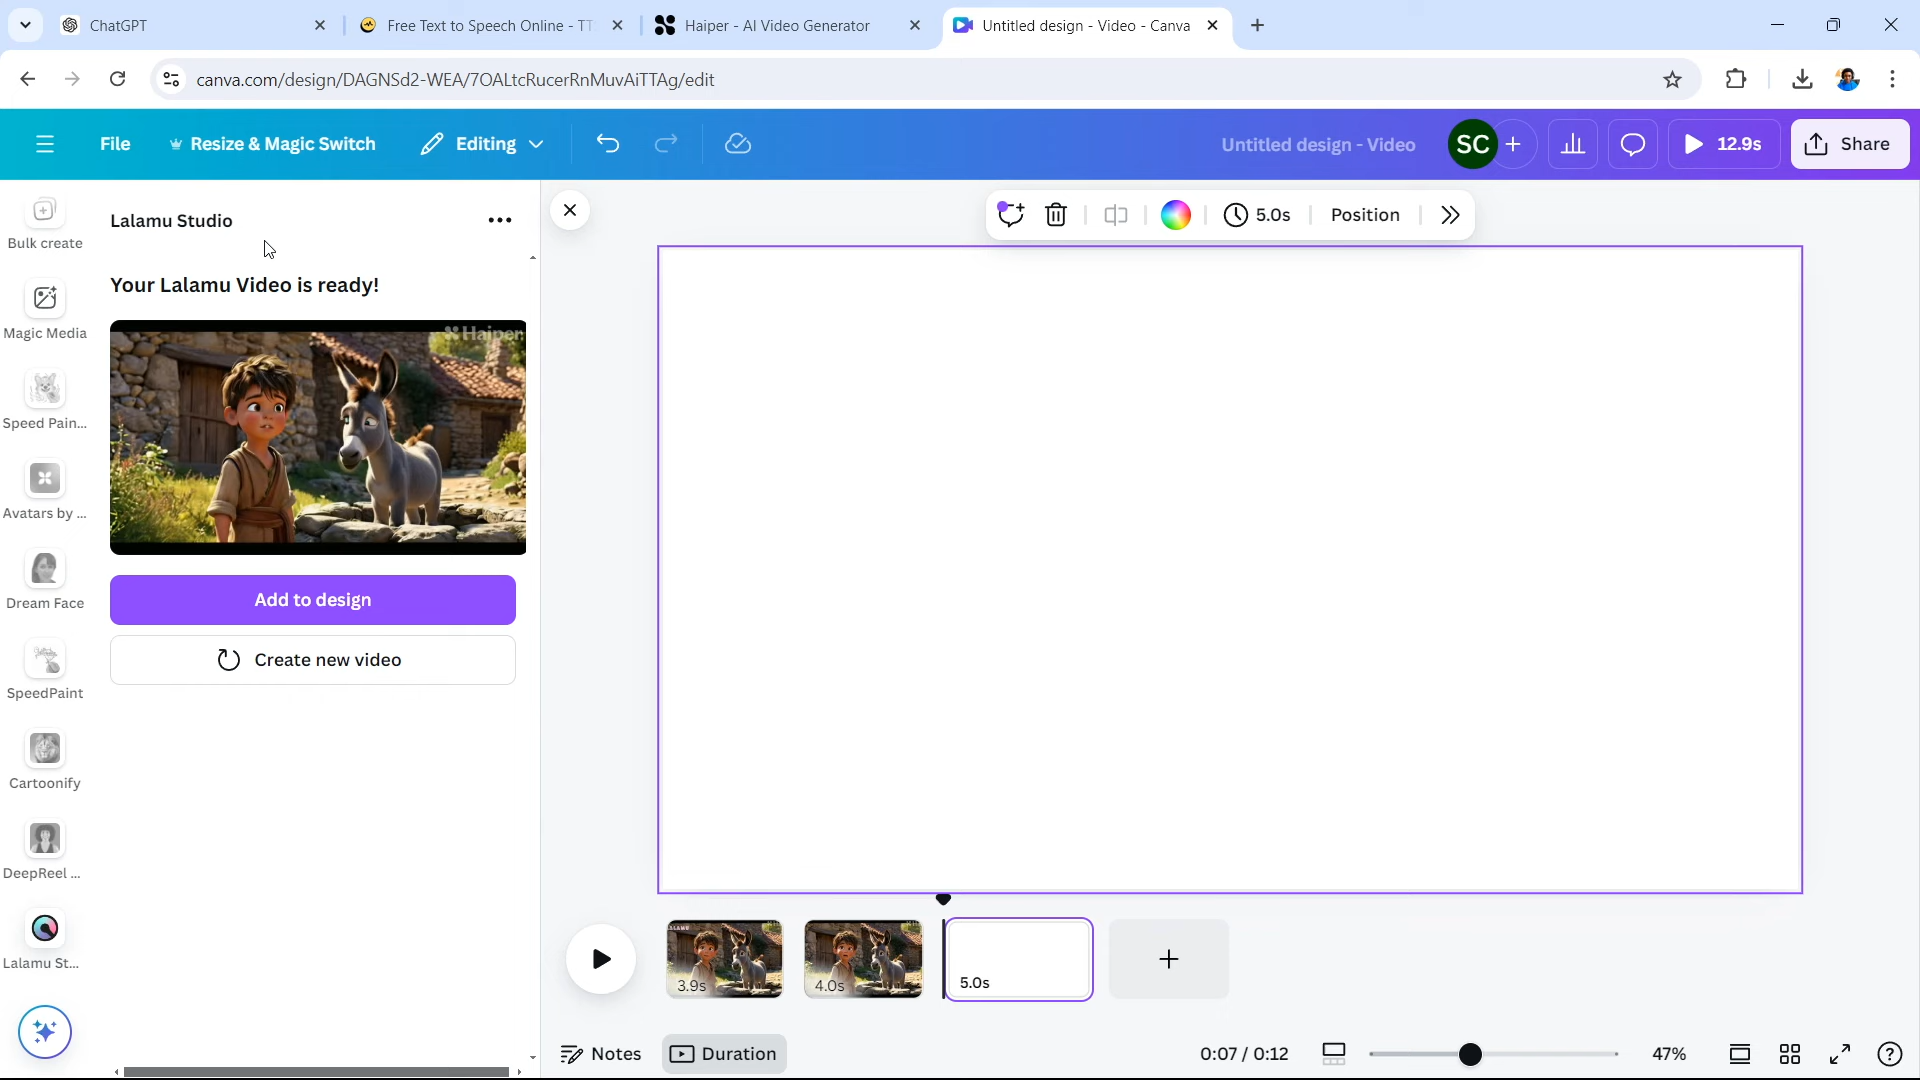 ChatGPT
Free Text to Speech Online - TT
Haiper - AI Video Generator
Untitled design - Video - Canva
canva.com/design/DAGNSd2-WEA/7OALtcRucerRnMuvAiTTAg/edit
File
Resize & Magic Switch
Editing
Untitled design - Video
SC
12.9s
Share
Bulk create
Magic Media
Speed Pain...
Avatars by ...
Dream Face
SpeedPaint
Cartoonify
DeepReel ...
Lalamu St...
Lalamu Studio
Your Lalamu Video is ready!
Haiper
Add to design
Create new video
5.0s
Position
3.9s
4.0s
5.0s
Notes
Duration
0:07 / 0:12
47%